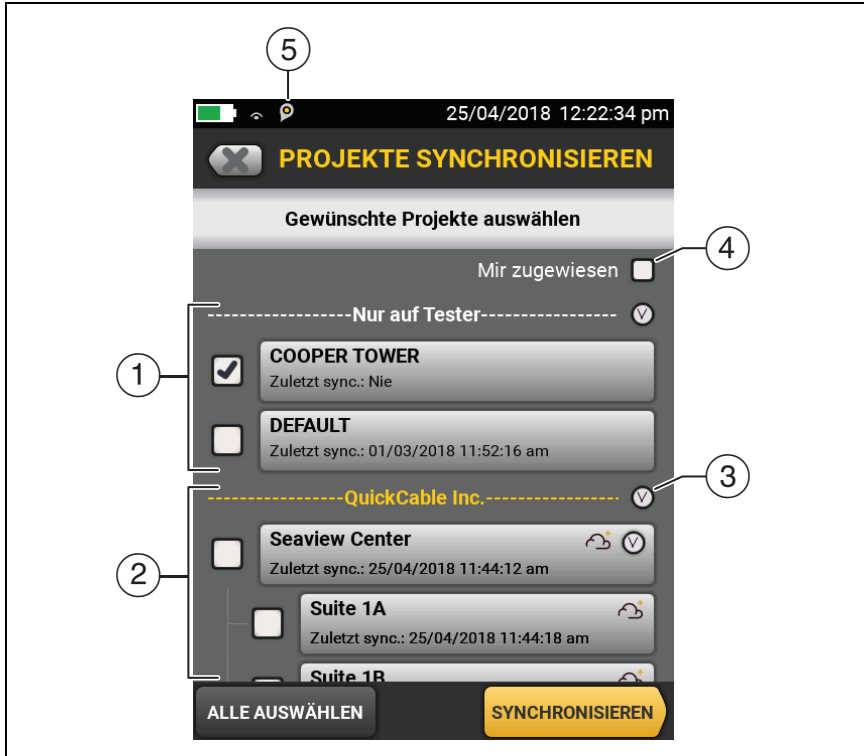 5
25/04/2018 12:22:34 pm
PROJEKTE SYNCHRONISIEREN
Gewünschte Projekte auswählen
Mir zugewiesen
4
--------------------Nur auf Tester-------------------
1
COOPER TOWER
Zuletzt sync.: Nie
DEFAULT
Zuletzt sync.: 01/03/2018 11:52:16 am
3
-------------------QuickCable Inc.-------------------
2
Seaview Center
Zuletzt sync.: 25/04/2018 11:44:12 am
Suite 1A
Zuletzt sync.: 25/04/2018 11:44:18 am
Suite 1B
ALLE AUSWÄHLEN
SYNCHRONISIEREN